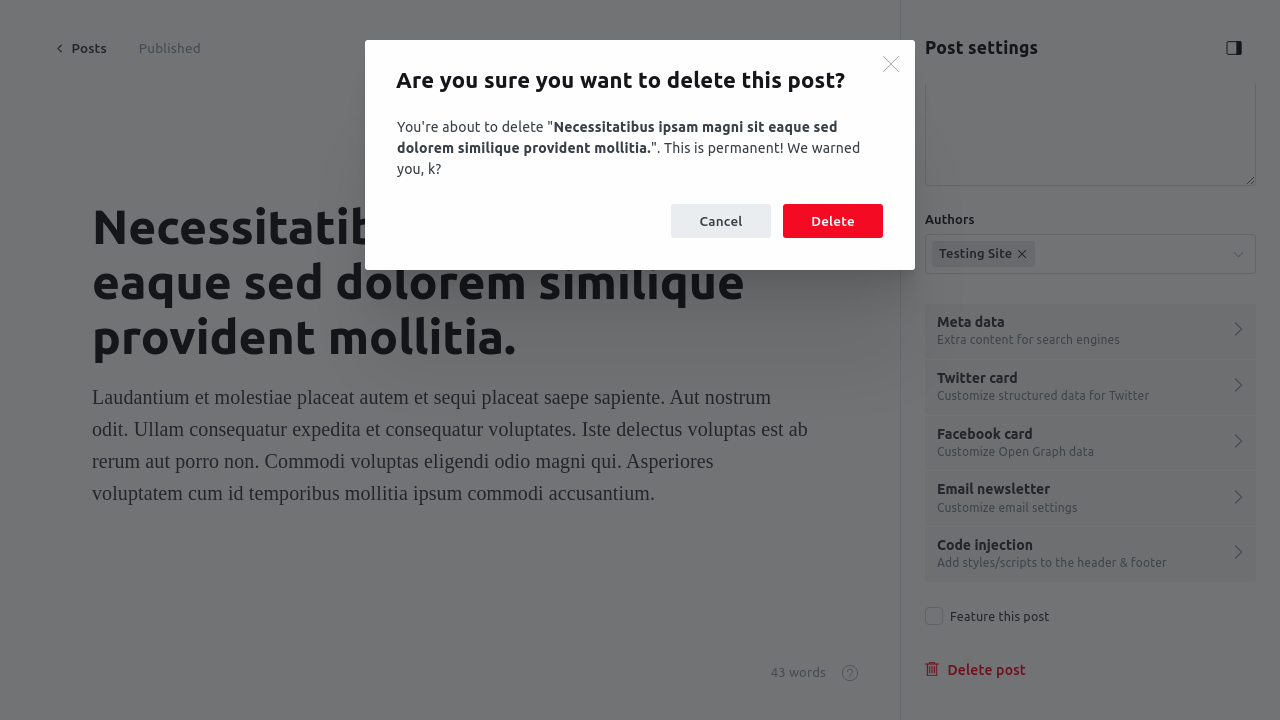 Posts
Published
Are you sure you want to delete this post?
You're about to delete "Necessitatibus ipsam magni sit eaque sed
dolorem similique provident mollitia.". This is permanent! We warned
you, k?
Cancel
Delete
eaque sed dolorem similique
provident mollitia.
Laudantium et molestiae placeat autem et sequi placeat saepe sapiente. Aut nostrum
odit. Ullam consequatur expedita et consequatur voluptates. Iste delectus voluptas est ab
rerum aut porro non. Commodi voluptas eligendi odio magni qui. Asperiores
voluptatem cum id temporibus mollitia ipsum commodi accusantium.
43 words
Post settings
Authors
Testing Site
Meta data
Extra content for search engines
Twitter card
Customize structured data for Twitter
Facebook card
Customize Open Graph data
Email newsletter
Customize email settings
Code injection
Add styles/scripts to the header & footer
Feature this post
Delete post